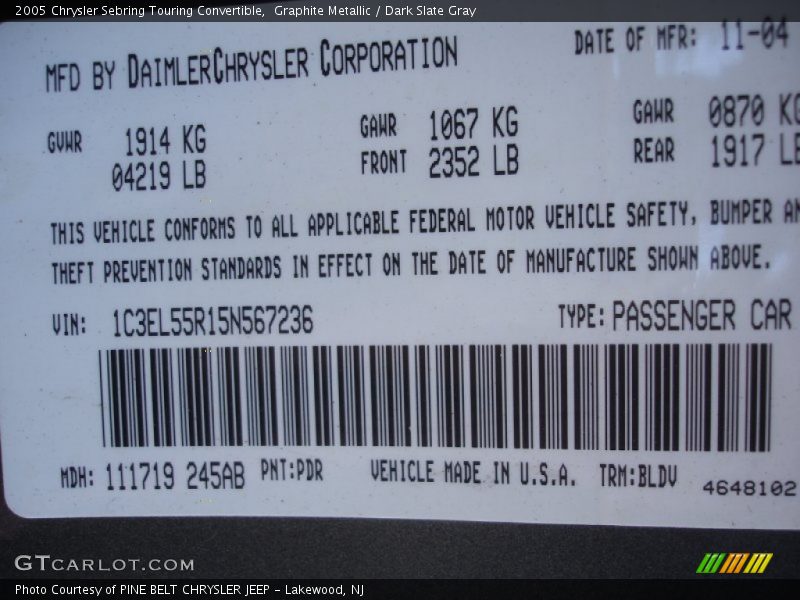 2005 Chrysler Sebring Touring Convertible,  Graphite Metallic / Dark Slate Gray
MFD BY DAIMLERCHRYSLER CORPORATION DATE OF MFR: 11-04
GVWR 1914 KG GAWR 1067 KG GAWR 0870 KG
04219 LB FRONT 2352 LB REAR 1917 LB
THIS VEHICLE CONFORMS TO ALL APPLICABLE FEDERAL MOTOR VEHICLE SAFETY, BUMPER AN
THEFT PREVENTION STANDARDS IN EFFECT ON THE DATE OF MANUFACTURE SHOWN ABOVE.
VIN: 1C3EL55R15N567236 TYPE: PASSENGER CAR
MDH: 111719 245AB PNT:PDR VEHICLE MADE IN U.S.A. TRM:BLDV 4648102
GTCARLOT.COM
Photo Courtesy of PINE BELT CHRYSLER JEEP - Lakewood, NJ